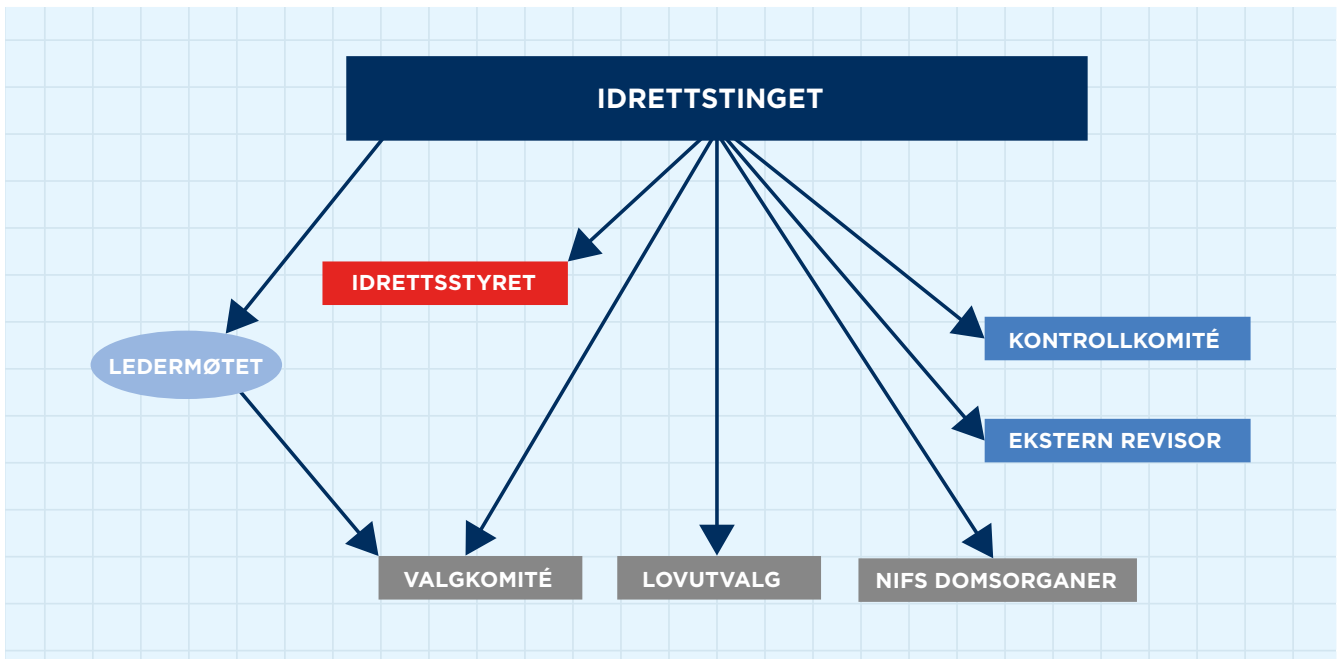 IDRETTSTINGET
IDRETTSSTYRET
LEDERMØTET
KONTROLLKOMITÉ
EKSTERN REVISOR
VALGKOMITÉ
LOVUTVALG
NIFS DOMSORGANER